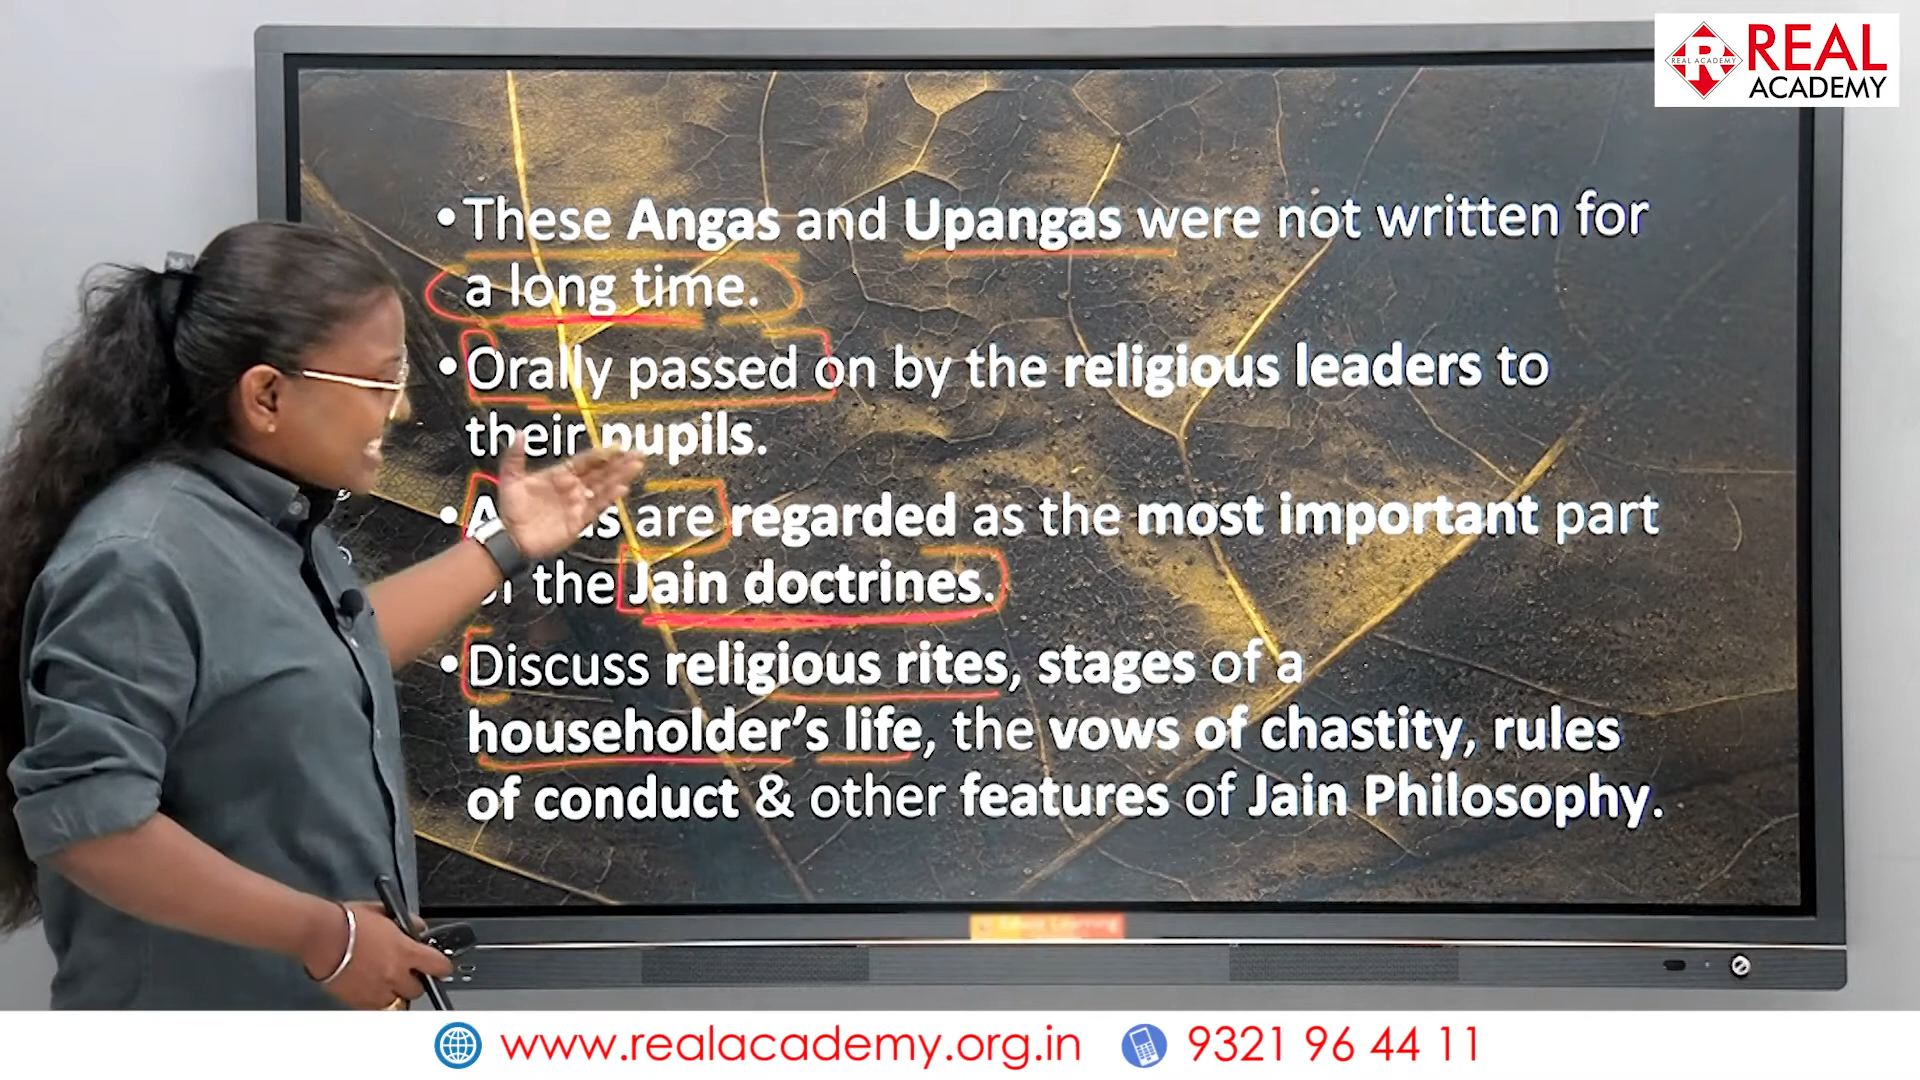 REAL
ACADEMY
R
REAL ACADEMY
• These Angas and Upangas were not written for
a long time.
• Orally passed on by the religious leaders to
their pupils.
• are regarded as the most important part
the Jain doctrines.
• Discuss religious rites, stages of a
householder's life, the vows of chastity, rules
of conduct & other features of Jain Philosophy.
www.realacademy.org.in 9321 96 44 11